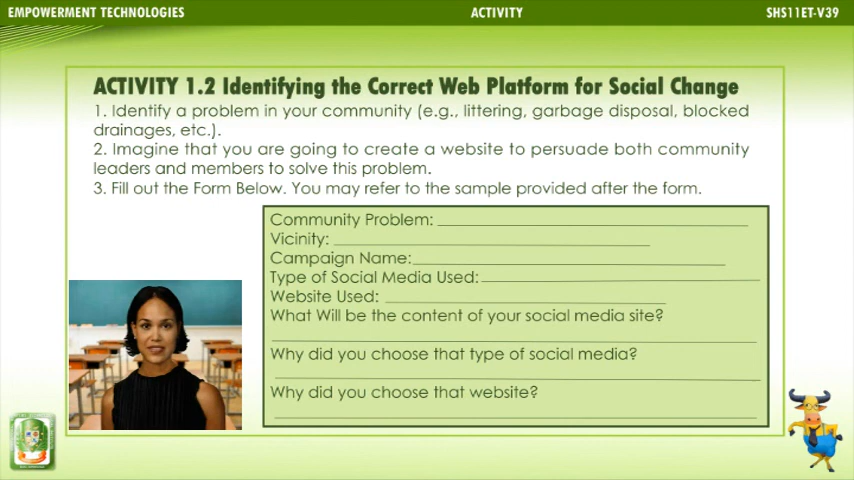 EMPOWERMENT TECHNOLOGIES
ACTIVITY
SHS11ET-V39
ACTIVITY 1.2 Identifying the Correct Web Platform for Social Change
1. Identify a problem in your community (e.g., littering, garbage disposal, blocked
drainages, etc.).
2. Imagine that you are going to create a website to persuade both community
leaders and members to solve this problem.
3. Fill out the Form Below. You may refer to the sample provided after the form.
Community Problem:
Vicinity:
Campaign Name:
Type of Social Media Used:
Website Used:
What Will be the content of your social media site?
Why did you choose that type of social media?
Why did you choose that website?